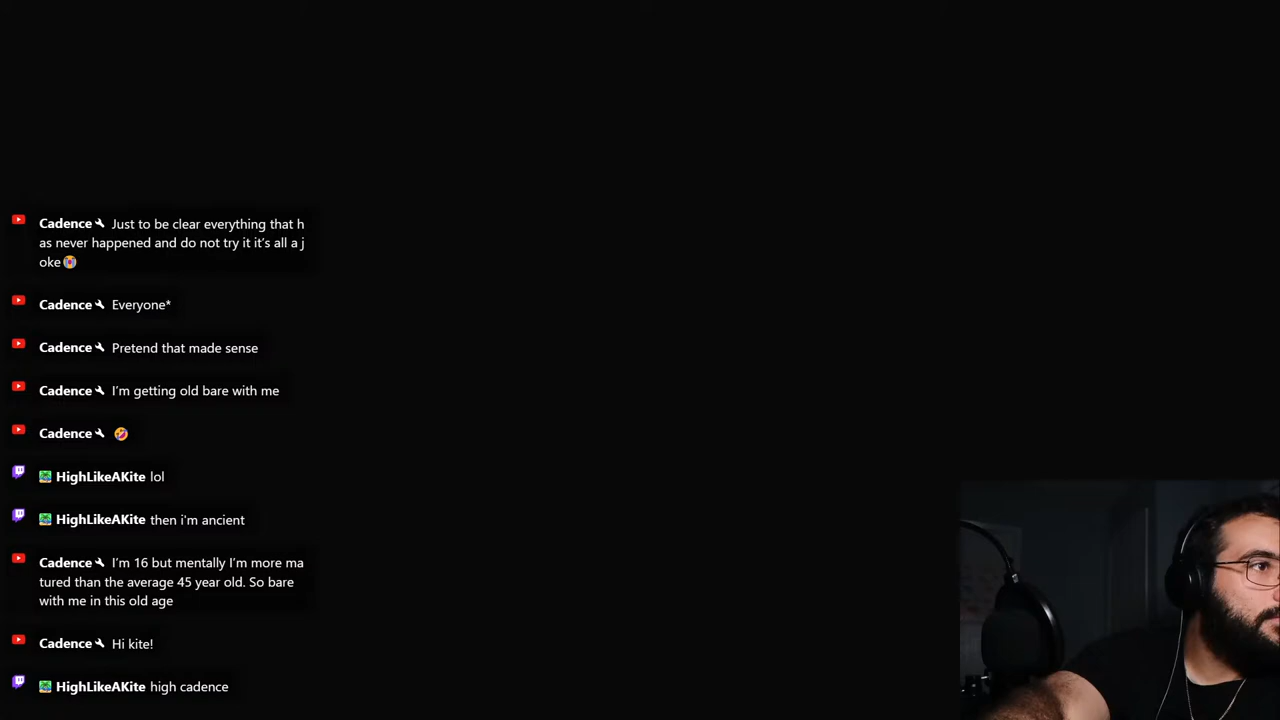 Cadence Just to be clear everything that h
as never happened and do not try it it's all a j
oke😭
Cadence Everyone*
Cadence Pretend that made sense
Cadence I'm getting old bare with me
Cadence 🤣
HighLikeAKite lol
HighLikeAKite then i'm ancient
Cadence I'm 16 but mentally I'm more ma
tured than the average 45 year old. So bare
with me in this old age
Cadence Hi kite!
HighLikeAKite high cadence